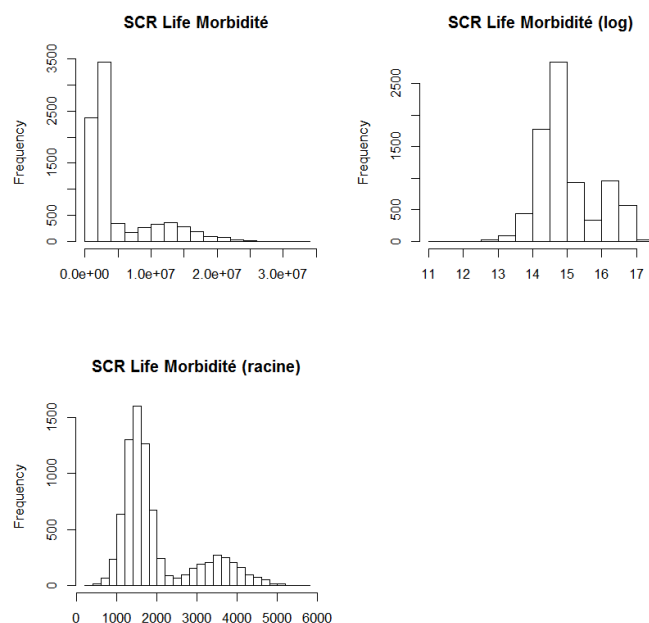 SCR Life Morbidité
SCR Life Morbidité (log)
Frequency
3500
2500
1500
500
0
0.0e+00 1.0e+07 2.0e+07 3.0e+07
Frequency
2500
1500
500
0
11 12 13 14 15 16 17
SCR Life Morbidité (racine)
Frequency
1500
1000
500
0
0 1000 2000 3000 4000 5000 6000